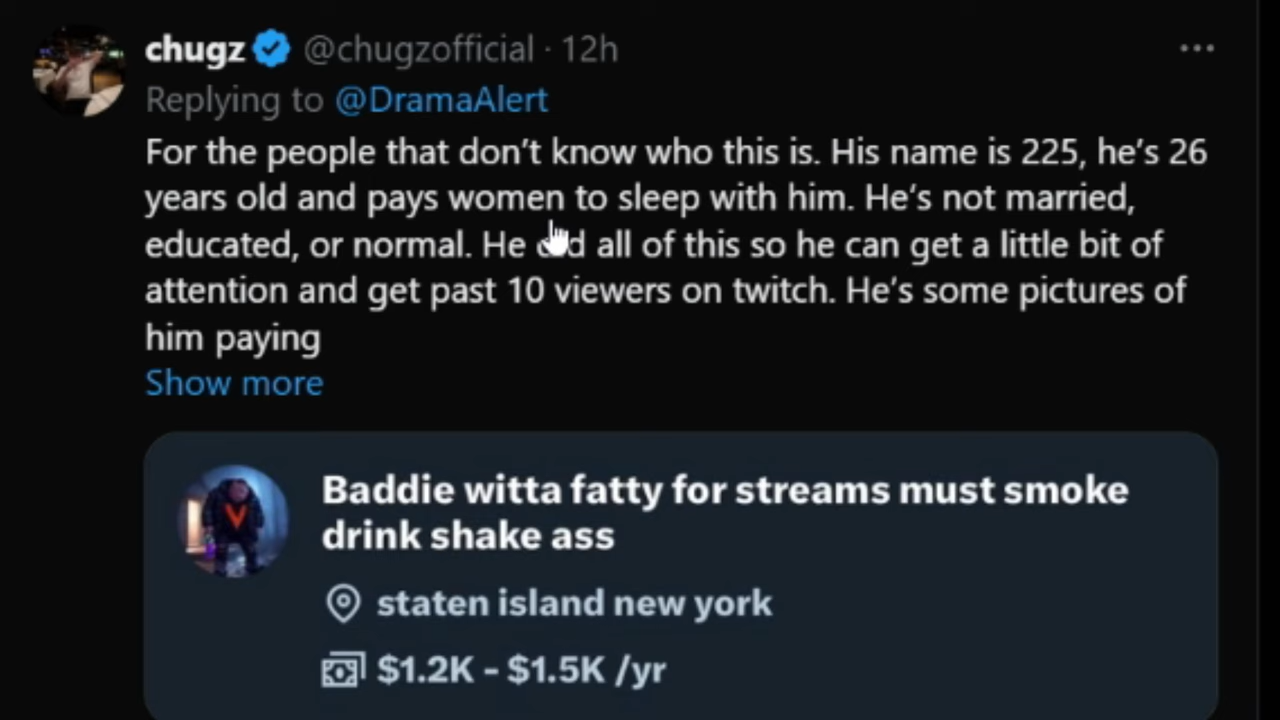 chugz @chugzofficial · 12h
Replying to @DramaAlert
For the people that don't know who this is. His name is 225, he's 26
years old and pays women to sleep with him. He's not married,
educated, or normal. He did all of this so he can get a little bit of
attention and get past 10 viewers on twitch. He's some pictures of
him paying
Show more
Baddie witta fatty for streams must smoke
drink shake ass
staten island new york
$1.2K - $1.5K /yr